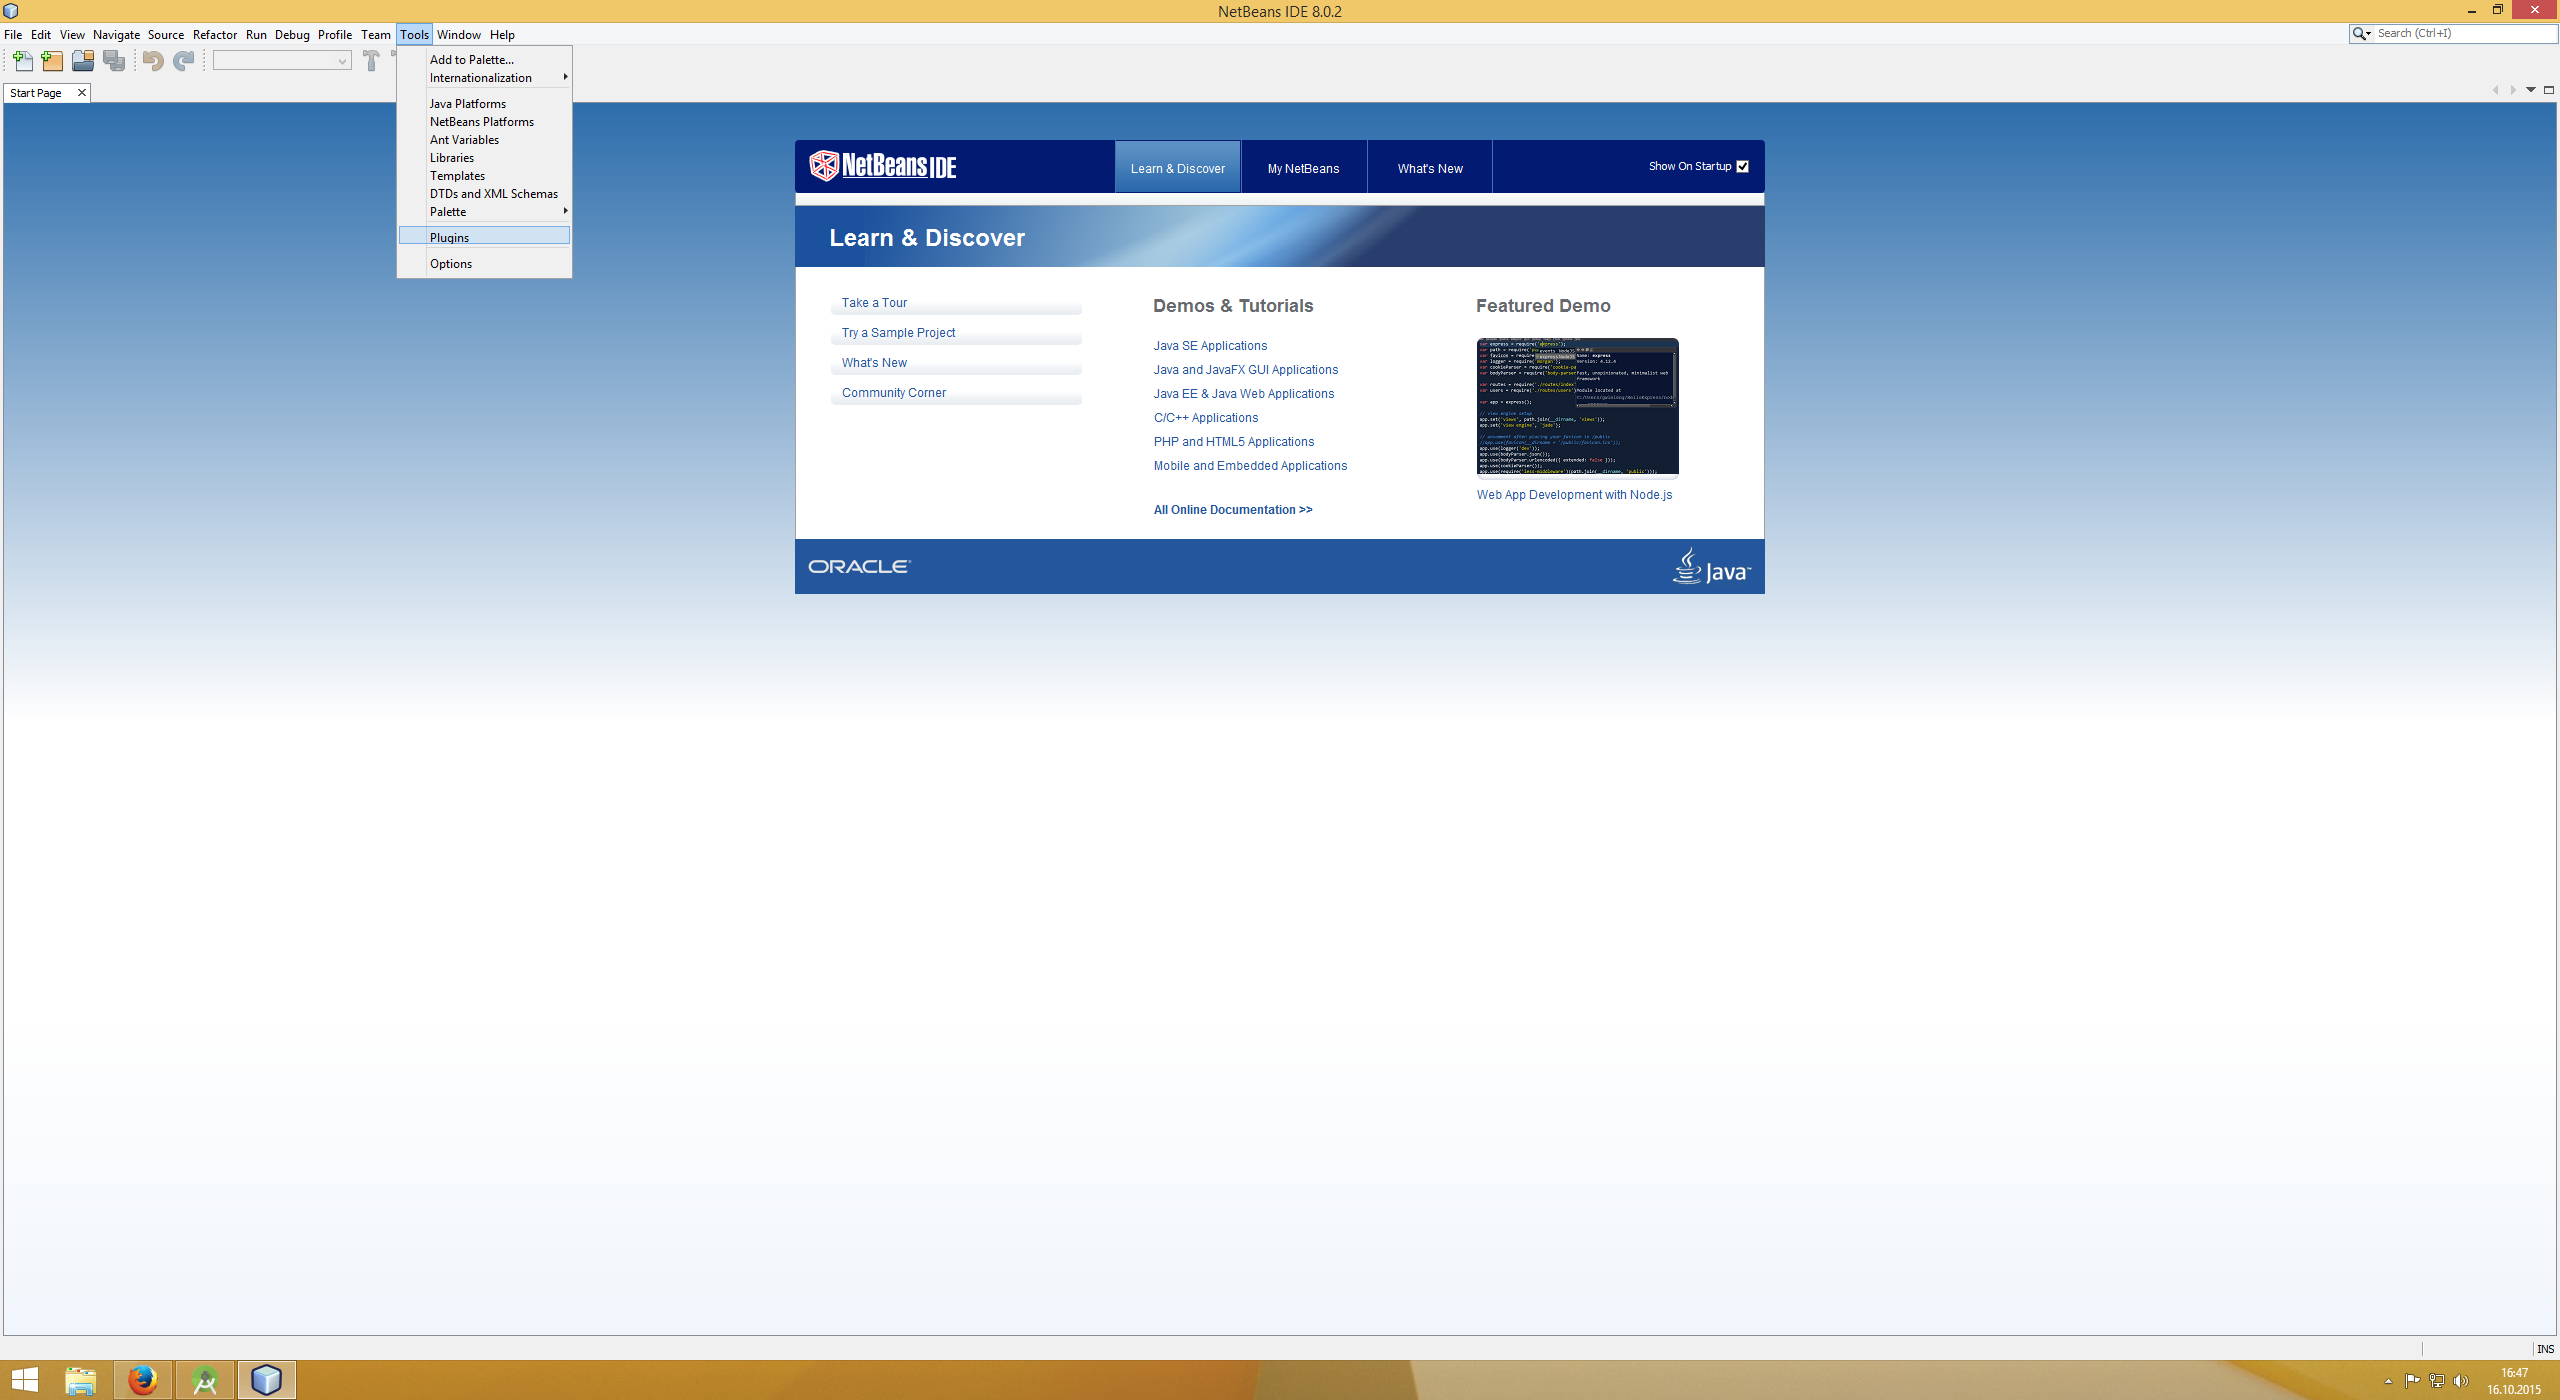 NetBeans IDE 8.0.2
File Edit View Navigate Source Refactor Run Debug Profile Team Tools Window Help
Search (Ctrl+I)
Start Page
Add to Palette...
Internationalization
Java Platforms
NetBeans Platforms
Ant Variables
Libraries
Templates
DTDs and XML Schemas
Palette
Plugins
Options
NetBeans IDE
Learn & Discover
My NetBeans
What's New
Show On Startup
Learn & Discover
Take a Tour
Try a Sample Project
What's New
Community Corner
Demos & Tutorials
Java SE Applications
Java and JavaFX GUI Applications
Java EE & Java Web Applications
C/C++ Applications
PHP and HTML5 Applications
Mobile and Embedded Applications
All Online Documentation >>
Featured Demo
Web App Development with Node.js
ORACLE
Java™
INS
16:47
16.10.2015